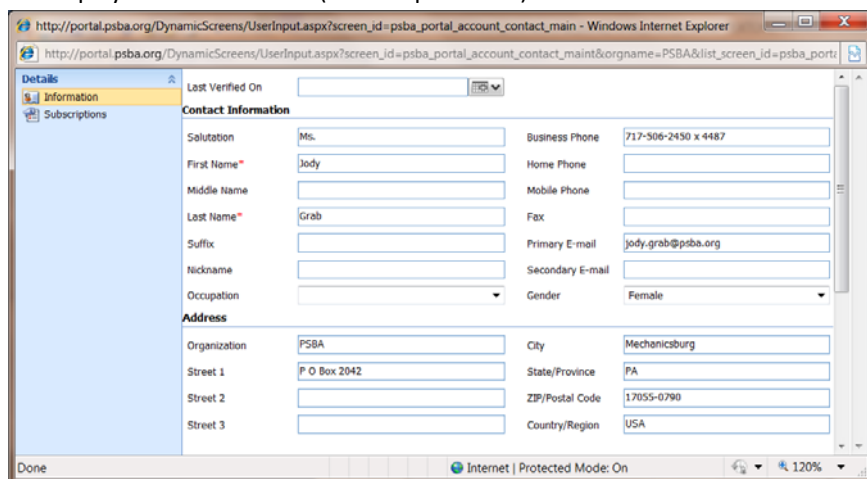 http://portal.psba.org/DynamicScreens/UserInput.aspx?screen_id=psba_portal_account_contact_main - Windows Internet Explorer
http://portal.psba.org/DynamicScreens/UserInput.aspx?screen_id=psba_portal_account_contact_maint&orgname=PSBA&list_screen_id=psba_porta
Details
Information
Subscriptions
Last Verified On
Contact Information
Salutation Ms. Business Phone 717-506-2450 x 4487
First Name* Jody Home Phone
Middle Name Mobile Phone
Last Name* Grab Fax
Suffix Primary E-mail jody.grab@psba.org
Nickname Secondary E-mail
Occupation Gender Female
Address
Organization PSBA City Mechanicsburg
Street 1 P O Box 2042 State/Province PA
Street 2 ZIP/Postal Code 17055-0790
Street 3 Country/Region USA
Done Internet | Protected Mode: On 120%